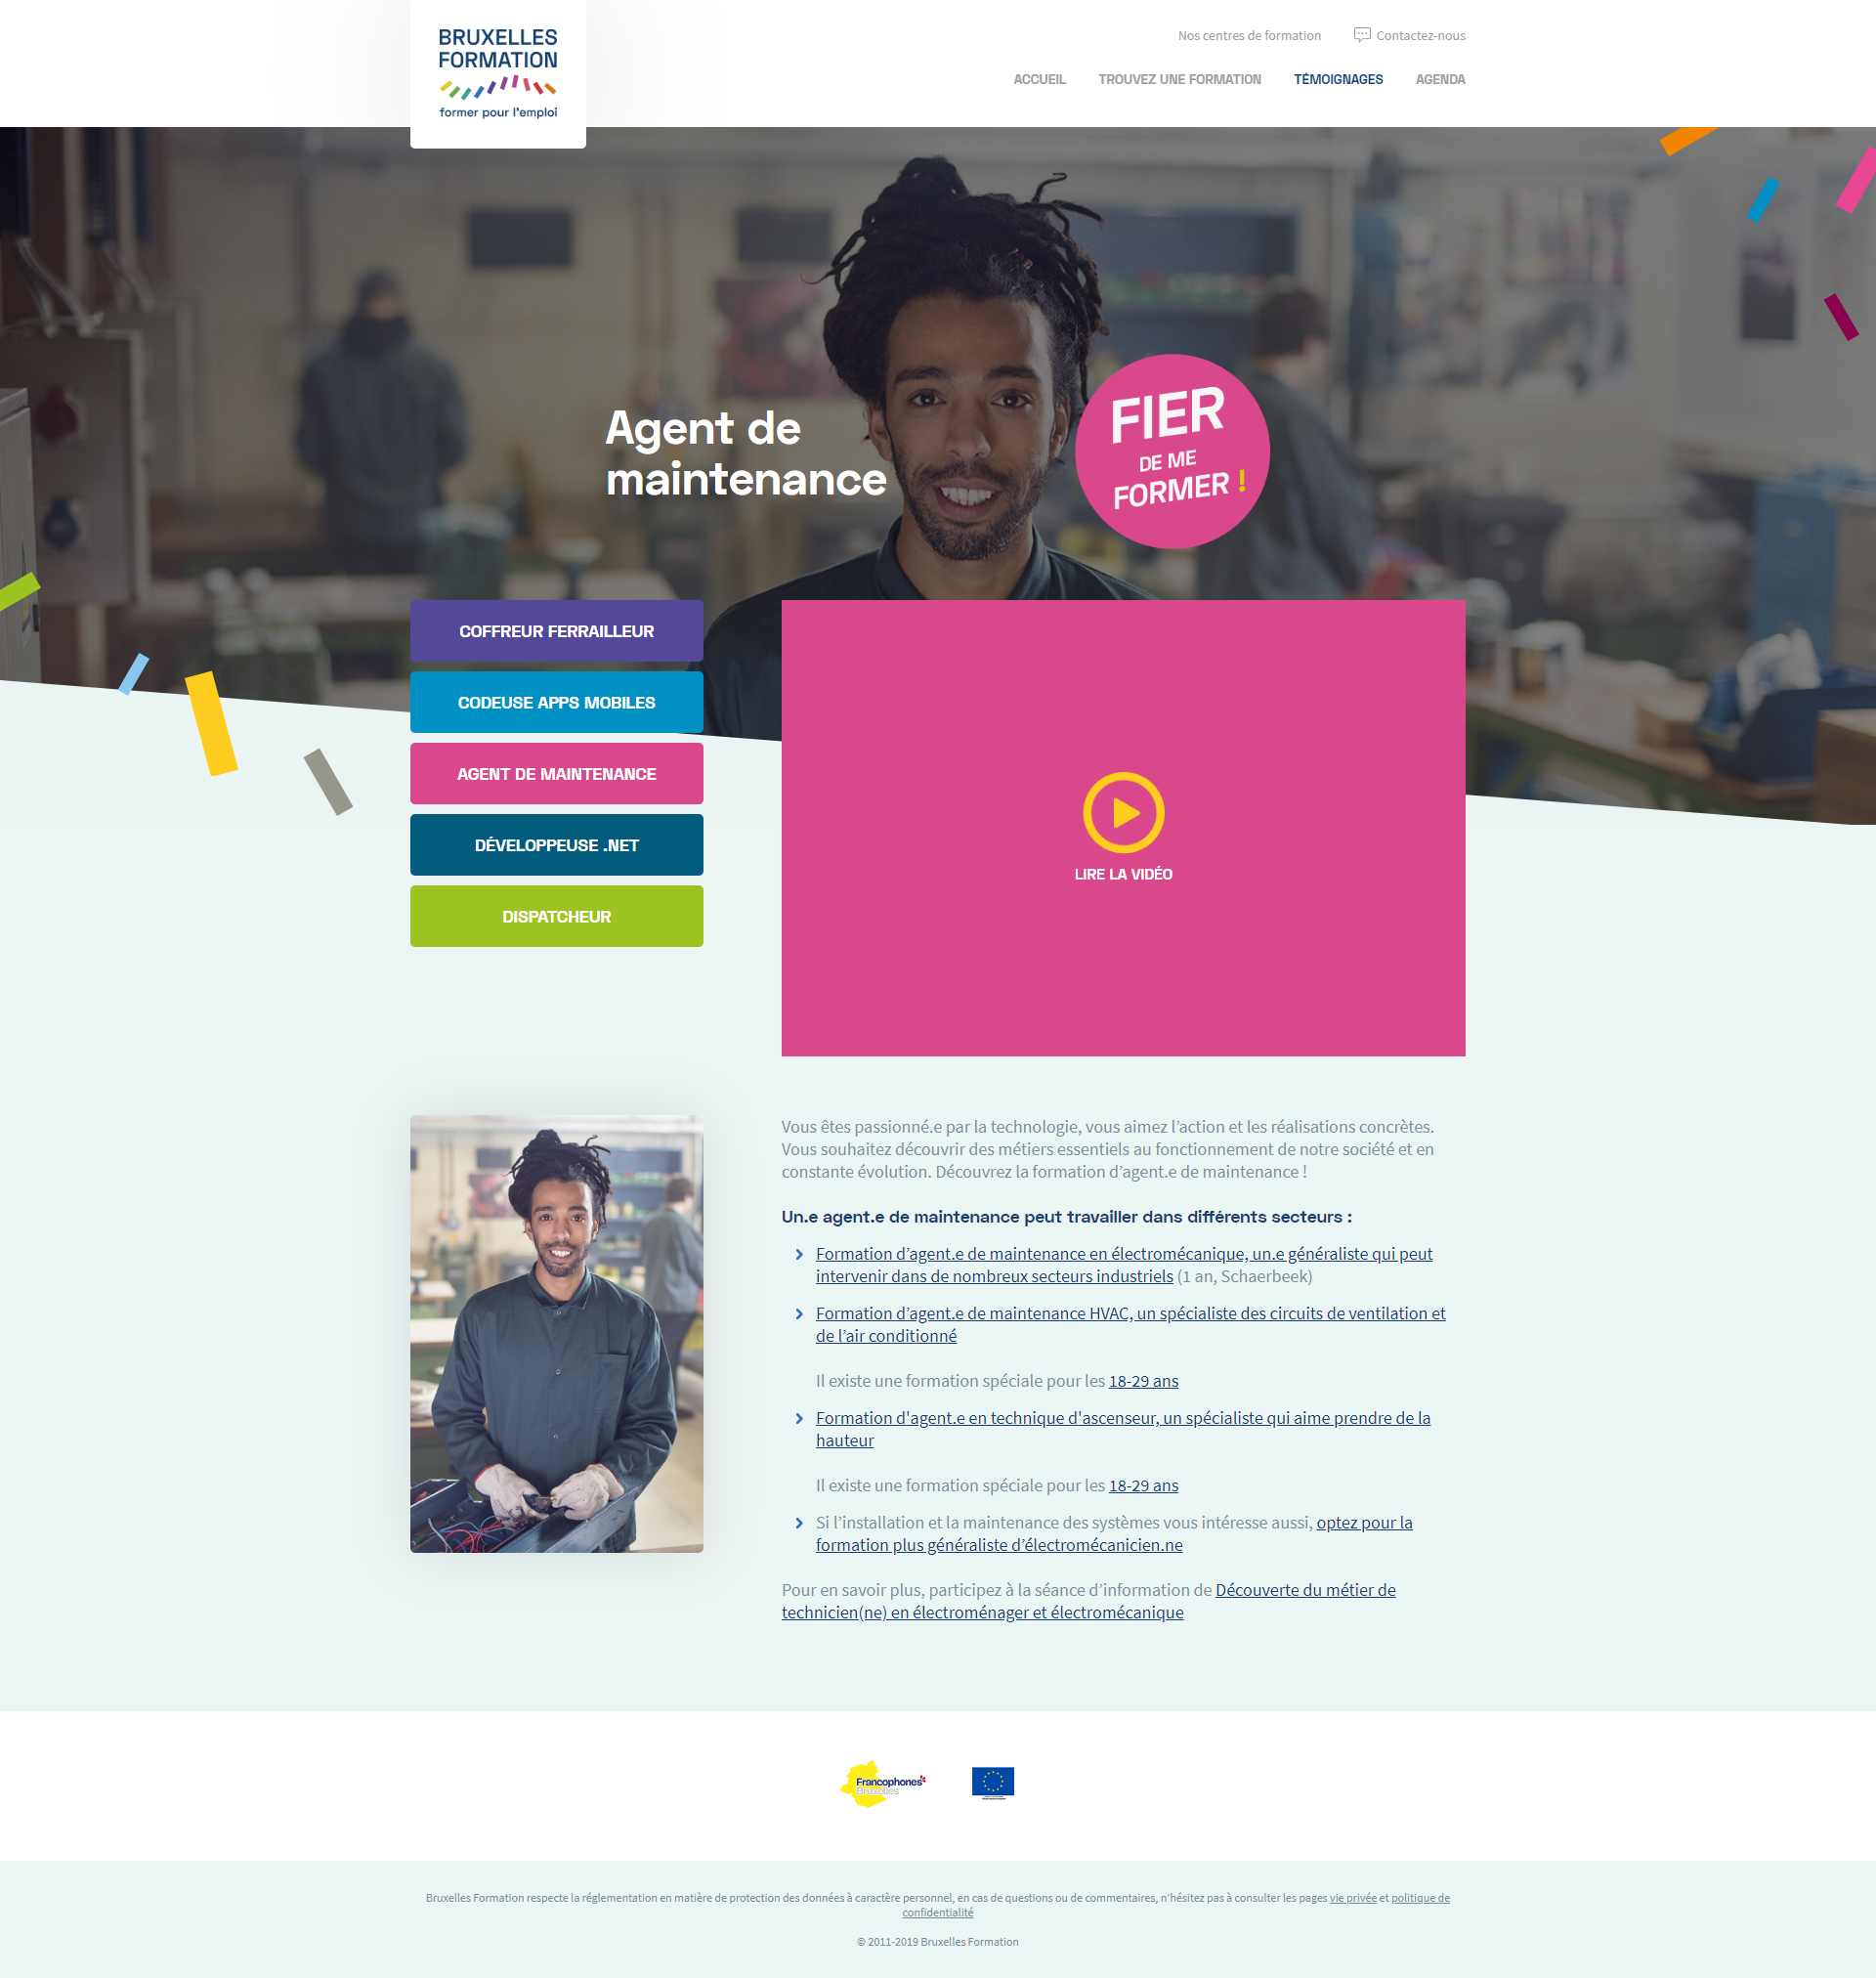 BRUXELLES
FORMATION
former pour l'emploi
Nos centres de formation
Contactez-nous
ACCUEIL
TROUVEZ UNE FORMATION
TÉMOIGNAGES
AGENDA
Agent de
maintenance
FIER
DE ME
FORMER !
COFFREUR FERRAILLEUR
CODEUSE APPS MOBILES
AGENT DE MAINTENANCE
DÉVELOPPEUSE .NET
DISPATCHEUR
LIRE LA VIDÉO
Vous êtes passionné.e par la technologie, vous aimez l’action et les réalisations concrètes.
Vous souhaitez découvrir des métiers essentiels au fonctionnement de notre société et en
constante évolution. Découvrez la formation d’agent.e de maintenance !
Un.e agent.e de maintenance peut travailler dans différents secteurs :
Formation d’agent.e de maintenance en électromécanique, un.e généraliste qui peut
intervenir dans de nombreux secteurs industriels (1 an, Schaerbeek)
Formation d’agent.e de maintenance HVAC, un spécialiste des circuits de ventilation et
de l’air conditionné
Il existe une formation spéciale pour les 18-29 ans
Formation d'agent.e en technique d'ascenseur, un spécialiste qui aime prendre de la
hauteur
Il existe une formation spéciale pour les 18-29 ans
Si l’installation et la maintenance des systèmes vous intéresse aussi, optez pour la
formation plus généraliste d’électromécanicien.ne
Pour en savoir plus, participez à la séance d’information de Découverte du métier de
technicien(ne) en électroménager et électromécanique
Francophones
Bruxelles
Bruxelles Formation respecte la réglementation en matière de protection des données à caractère personnel, en cas de questions ou de commentaires, n'hésitez pas à consulter les pages vie privée et politique de
confidentialité
© 2011-2019 Bruxelles Formation